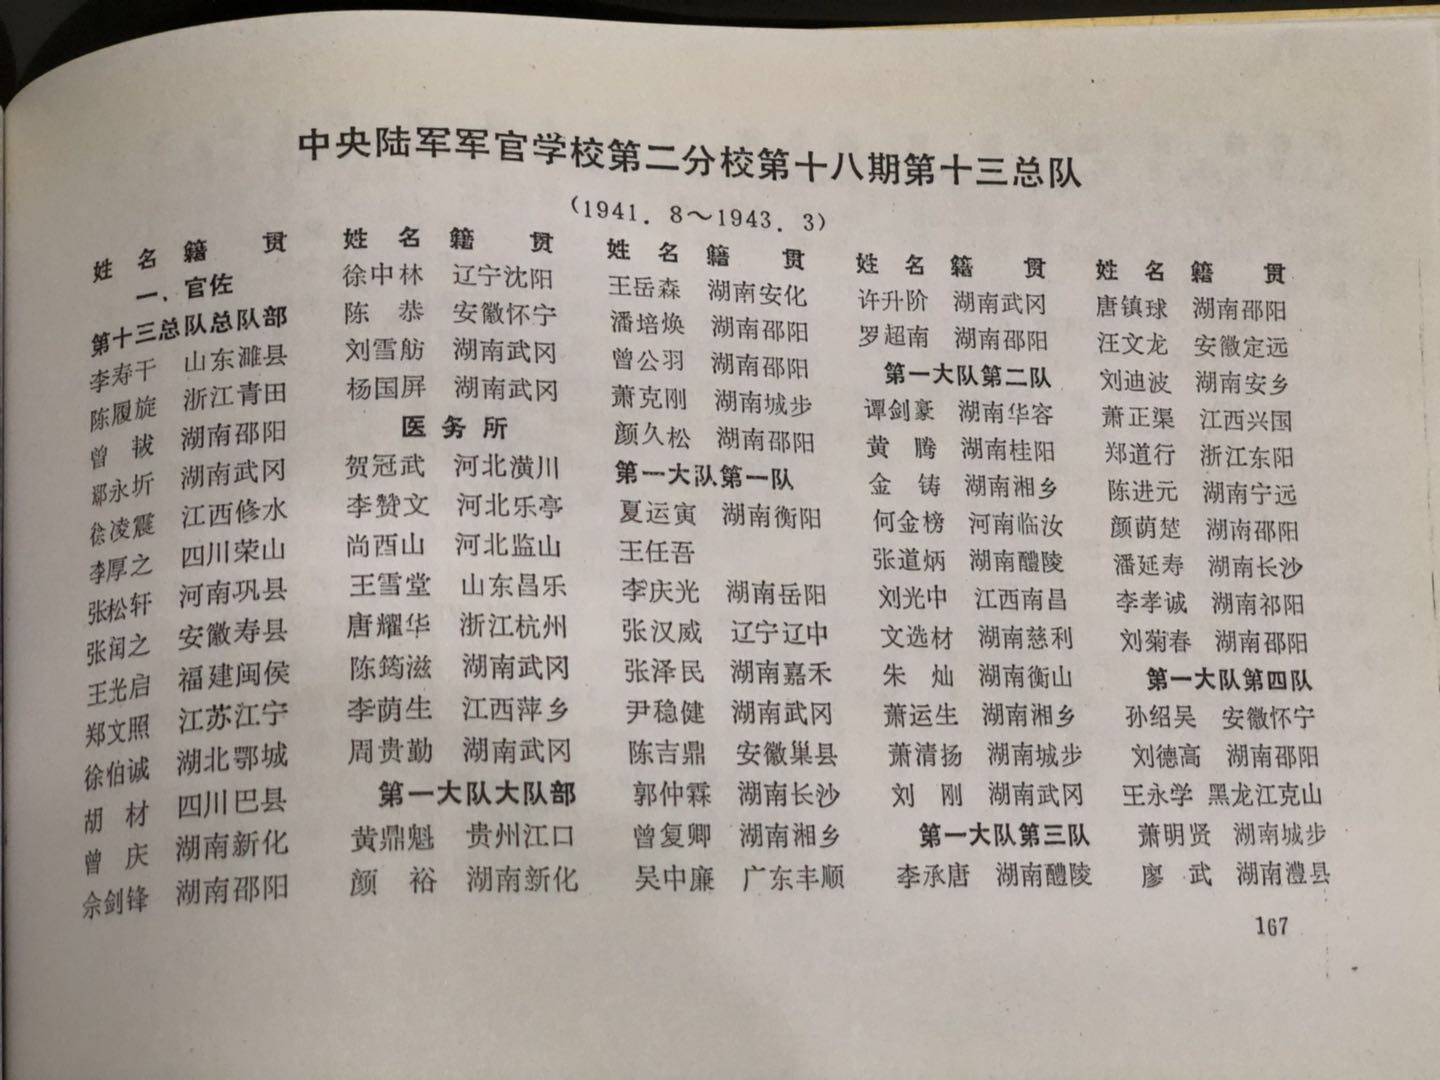 中央陆军军官学校第二分校第十八期第十三总队
(1941．8～1943．3)
姓 名 籍 贯
一、官佐
第十三总队总队部
李寿干 山东濰县
陈履旋 浙江青田
曾 拔 湖南邵阳
鄢永圻 湖南武冈
徐凌震 江西修水
李厚之 四川荣山
张松轩 河南巩县
张润之 安徽寿县
王光启 福建闽侯
郑文照 江苏江宁
徐伯诚 湖北鄂城
胡 材 四川巴县
曾 庆 湖南新化
佘剑锋 湖南邵阳
姓 名 籍 贯
徐中林 辽宁沈阳
陈 恭 安徽怀宁
刘雪舫 湖南武冈
杨国屏 湖南武冈
医务所
贺冠武 河北潢川
李赞文 河北乐亭
尚酉山 河北监山
王雪堂 山东昌乐
唐耀华 浙江杭州
陈筠滋 湖南武冈
李荫生 江西萍乡
周贵勤 湖南武冈
第一大队大队部
黄鼎魁 贵州江口
颜 裕 湖南新化
姓 名 籍 贯
王岳森 湖南安化
潘培焕 湖南邵阳
曾公羽 湖南邵阳
萧克刚 湖南城步
颜久松 湖南邵阳
第一大队第一队
夏运寅 湖南衡阳
王任吾
李庆光 湖南岳阳
张汉威 辽宁辽中
张泽民 湖南嘉禾
尹稳健 湖南武冈
陈吉鼎 安徽巢县
郭仲霖 湖南长沙
曾复卿 湖南湘乡
吴中廉 广东丰顺
姓 名 籍 贯
许升阶 湖南武冈
罗超南 湖南邵阳
第一大队第二队
谭剑豪 湖南华容
黄 腾 湖南桂阳
金 铸 湖南湘乡
何金榜 河南临汝
张道炳 湖南醴陵
刘光中 江西南昌
文选材 湖南慈利
朱 灿 湖南衡山
萧运生 湖南湘乡
萧清扬 湖南城步
刘 刚 湖南武冈
第一大队第三队
李承唐 湖南醴陵
姓 名 籍 贯
唐镇球 湖南邵阳
汪文龙 安徽定远
刘迪波 湖南安乡
萧正渠 江西兴国
郑道行 浙江东阳
陈进元 湖南宁远
颜荫楚 湖南邵阳
潘延寿 湖南长沙
李孝诚 湖南祁阳
刘菊春 湖南邵阳
第一大队第四队
孙绍吴 安徽怀宁
刘德高 湖南邵阳
王永学 黑龙江克山
萧明贤 湖南城步
廖 武 湖南澧县
167